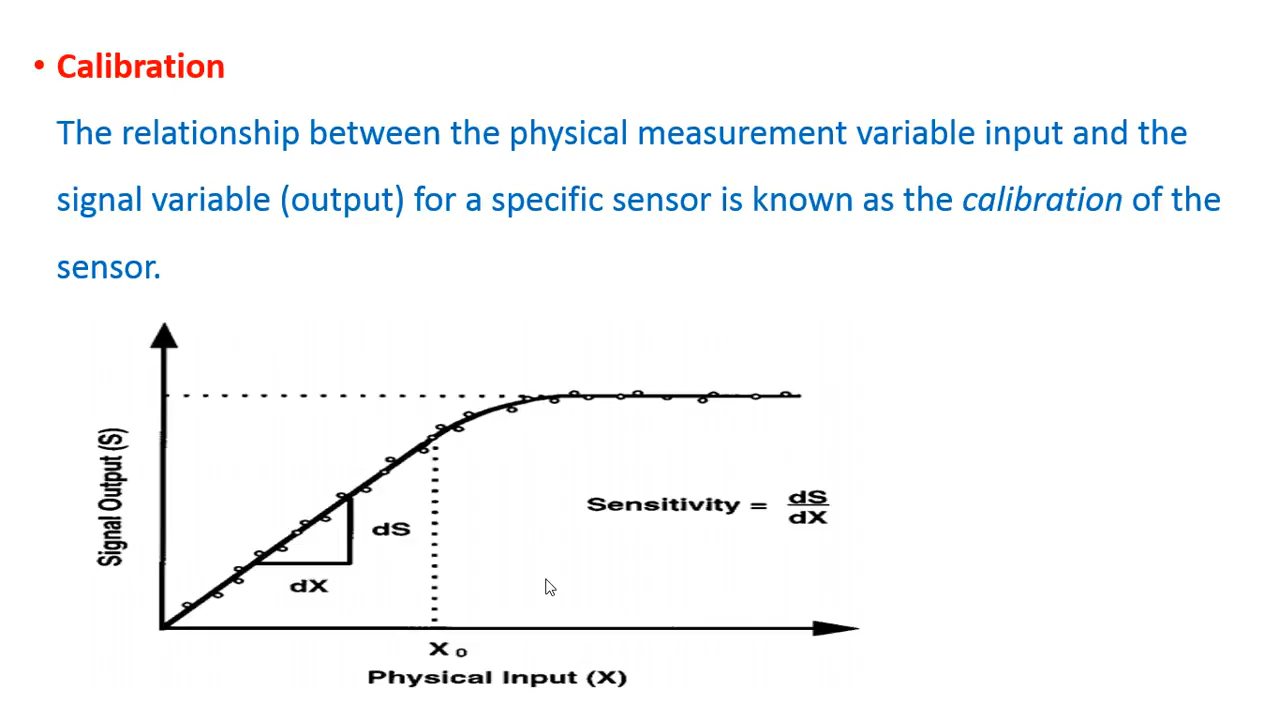 • Calibration
The relationship between the physical measurement variable input and the
signal variable (output) for a specific sensor is known as the calibration of the
sensor.
Signal Output (S)
Sensitivity = dS
dX
dS
dX
X o
Physical Input (X)